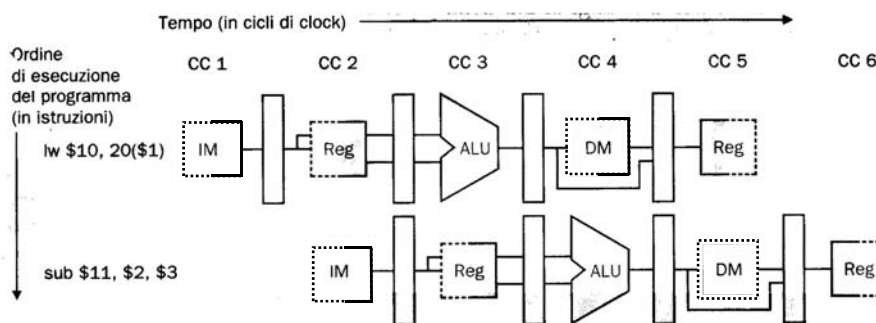 Tempo (in cicli di clock)
Ordine
di esecuzione
del programma
(in istruzioni)
CC 1 CC 2 CC 3 CC 4 CC 5 CC 6
lw $10, 20($1)
IM Reg ALU DM Reg
sub $11, $2, $3
IM Reg ALU DM Reg